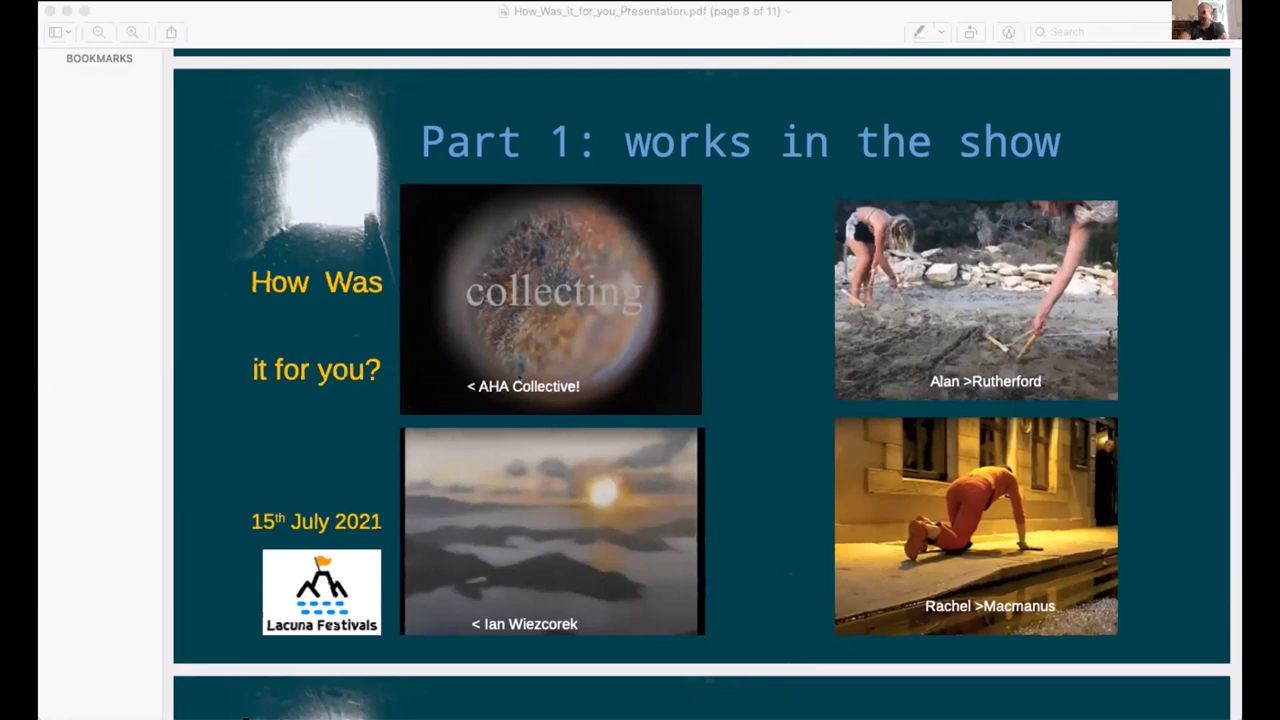 How_Was_it_for_you_Presentation.pdf (page 8 of 11)
Search
BOOKMARKS
Part 1: works in the show
How Was
it for you?
collecting
< AHA Collective!
Alan >Rutherford
< Ian Wiezcorek
Rachel >Macmanus
15th July 2021
Lacuna Festivals